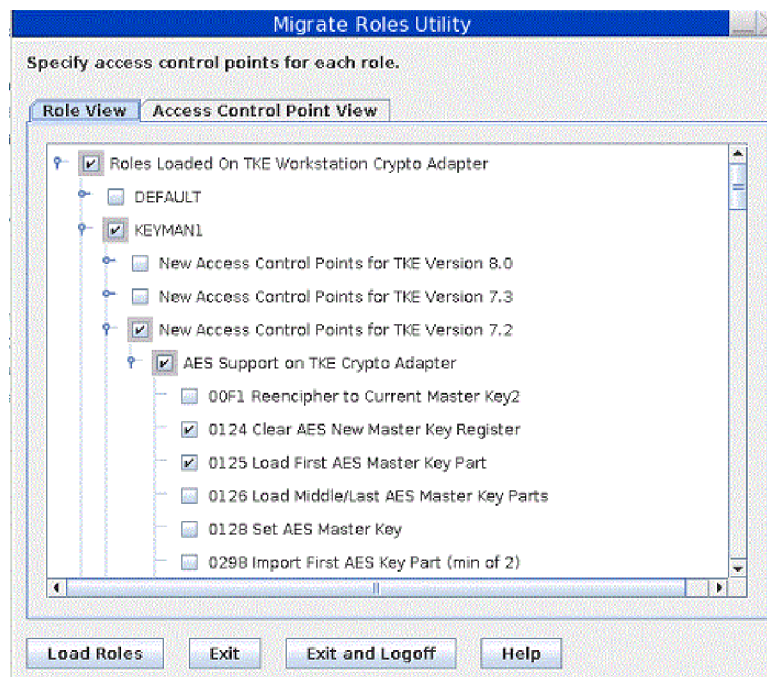 Migrate Roles Utility
Specify access control points for each role.
Role View Access Control Point View
Roles Loaded On TKE Workstation Crypto Adapter
DEFAULT
KEYMAN1
New Access Control Points for TKE Version 8.0
New Access Control Points for TKE Version 7.3
New Access Control Points for TKE Version 7.2
AES Support on TKE Crypto Adapter
00F1 Reencipher to Current Master Key2
0124 Clear AES New Master Key Register
0125 Load First AES Master Key Part
0126 Load Middle/Last AES Master Key Parts
0128 Set AES Master Key
0298 Import First AES Key Part (min of 2)
Load Roles Exit Exit and Logoff Help